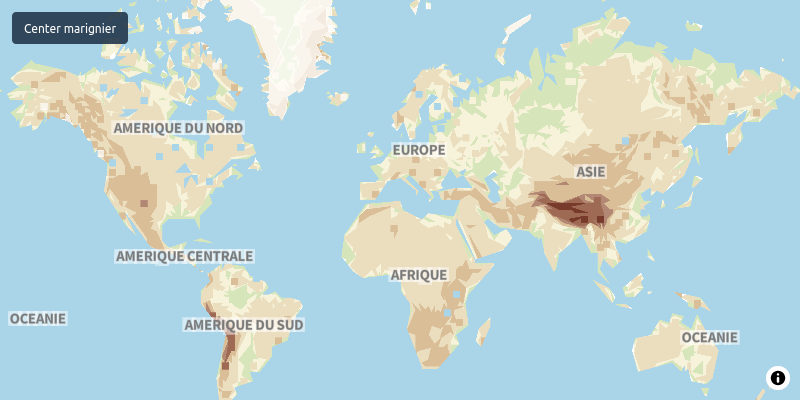 Center marignier
AMERIQUE DU NORD
EUROPE
ASIE
AMERIQUE CENTRALE
AFRIQUE
OCEANIE
AMERIQUE DU SUD
OCEANIE